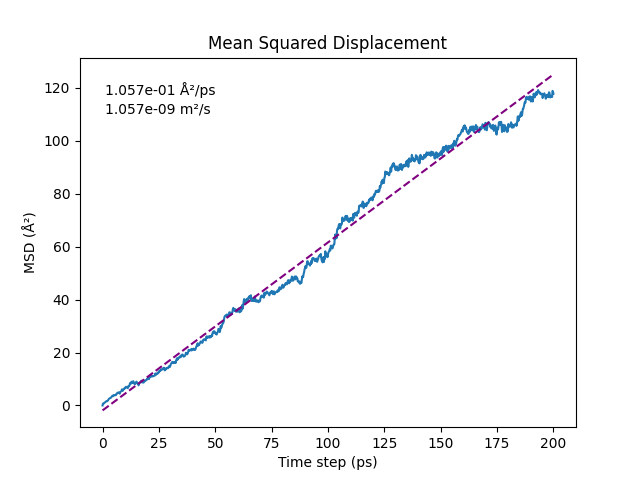 Mean Squared Displacement
1.057e-01 Å²/ps
1.057e-09 m²/s
MSD (Å²)
120
100
80
60
40
20
0
0 25 50 75 100 125 150 175 200
Time step (ps)